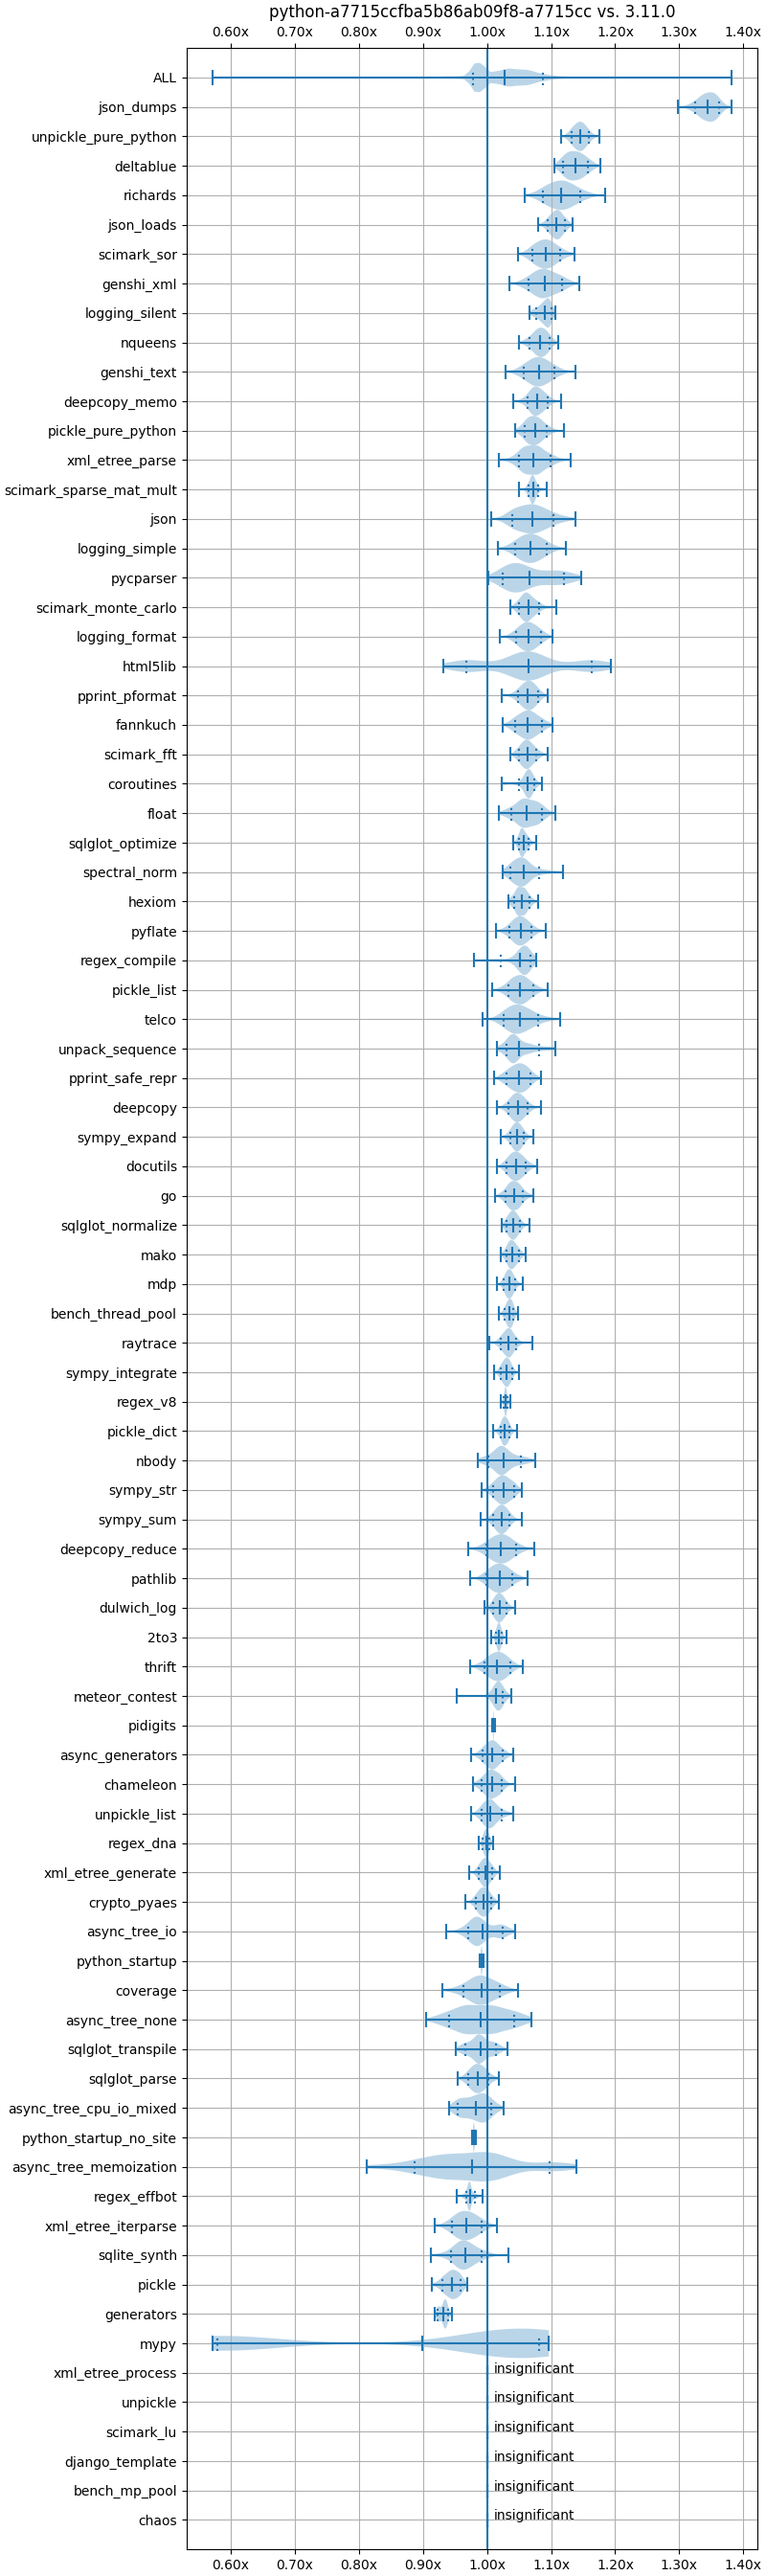 python-a7715ccfba5b86ab09f8-a7715cc vs. 3.11.0
0.60x 0.70x 0.80x 0.90x 1.00x 1.10x 1.20x 1.30x 1.40x
ALL
json_dumps
unpickle_pure_python
deltablue
richards
json_loads
scimark_sor
genshi_xml
logging_silent
nqueens
genshi_text
deepcopy_memo
pickle_pure_python
xml_etree_parse
scimark_sparse_mat_mult
json
logging_simple
pycparser
scimark_monte_carlo
logging_format
html5lib
pprint_pformat
fannkuch
scimark_fft
coroutines
float
sqlglot_optimize
spectral_norm
hexiom
pyflate
regex_compile
pickle_list
telco
unpack_sequence
pprint_safe_repr
deepcopy
sympy_expand
docutils
go
sqlglot_normalize
mako
mdp
bench_thread_pool
raytrace
sympy_integrate
regex_v8
pickle_dict
nbody
sympy_str
sympy_sum
deepcopy_reduce
pathlib
dulwich_log
2to3
thrift
meteor_contest
pidigits
async_generators
chameleon
unpickle_list
regex_dna
xml_etree_generate
crypto_pyaes
async_tree_io
python_startup
coverage
async_tree_none
sqlglot_transpile
sqlglot_parse
async_tree_cpu_io_mixed
python_startup_no_site
async_tree_memoization
regex_effbot
xml_etree_iterparse
sqlite_synth
pickle
generators
mypy
xml_etree_process insignificant
unpickle insignificant
scimark_lu insignificant
django_template insignificant
bench_mp_pool insignificant
chaos insignificant
0.60x 0.70x 0.80x 0.90x 1.00x 1.10x 1.20x 1.30x 1.40x